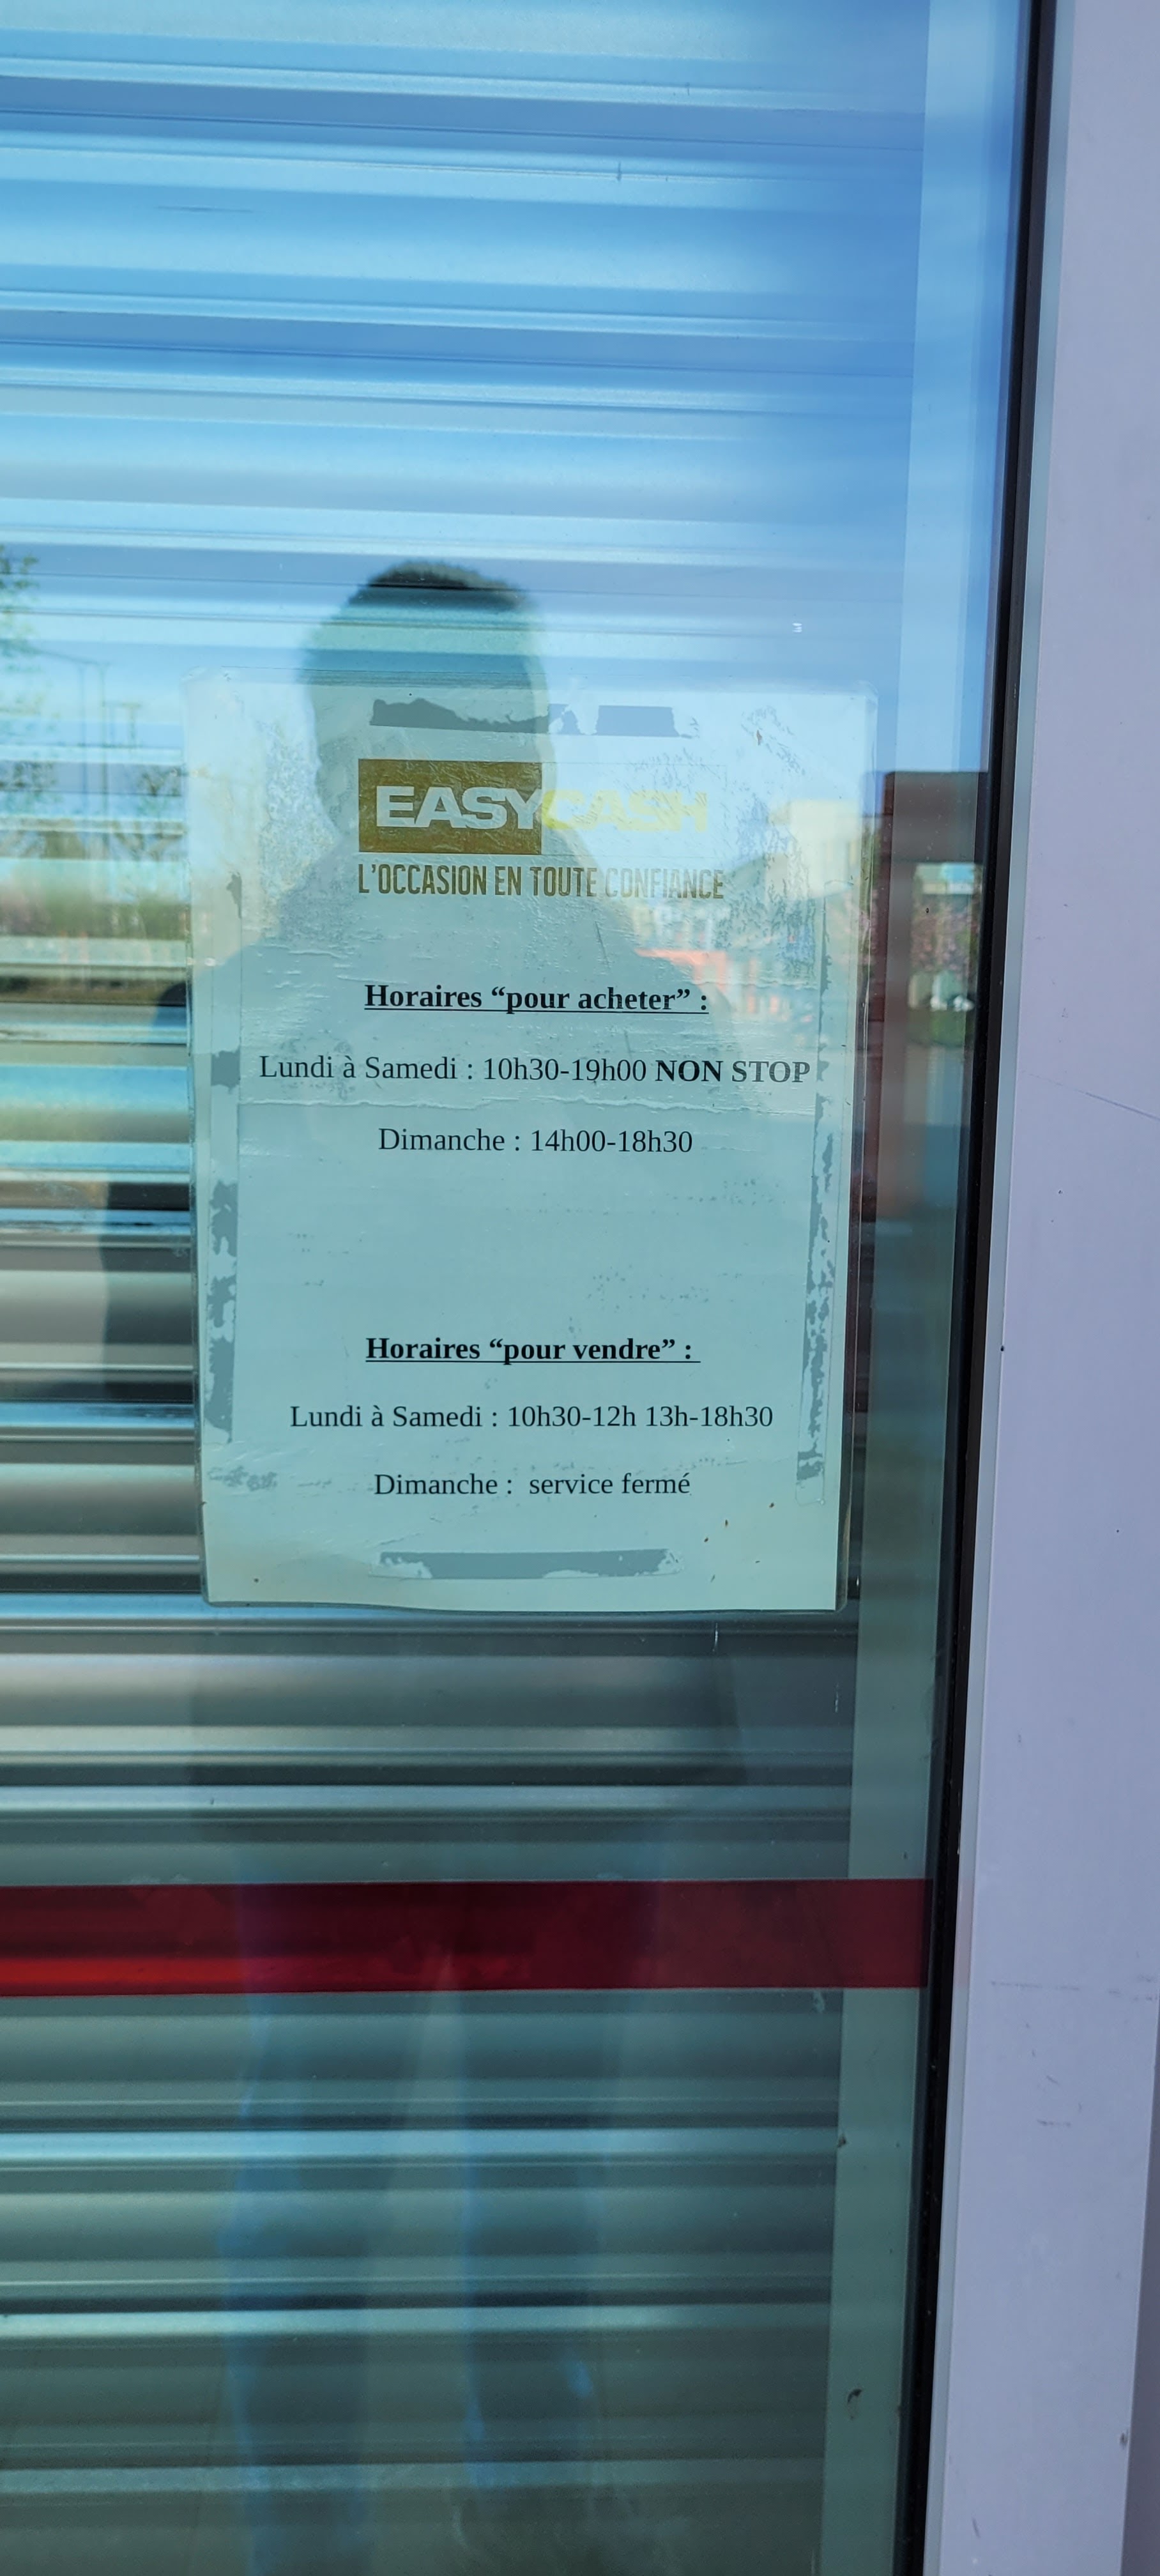 EASYCASH
L'OCCASION EN TOUTE CONFIANCE
Horaires “pour acheter” :
Lundi à Samedi : 10h30-19h00 NON STOP
Dimanche : 14h00-18h30
Horaires “pour vendre” :
Lundi à Samedi : 10h30-12h 13h-18h30
Dimanche : service fermé